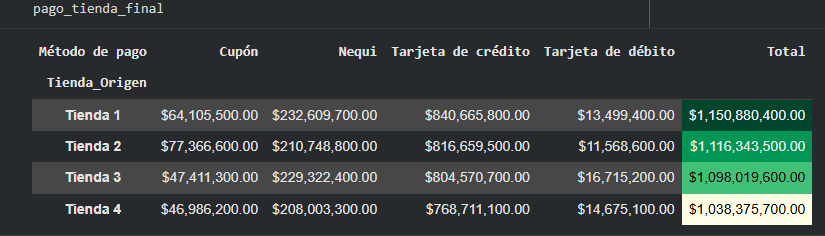 pago_tienda_final
Método de pago Cupón Nequi Tarjeta de crédito Tarjeta de débito Total
Tienda_Origen
Tienda 1 $64,105,500.00 $232,609,700.00 $840,665,800.00 $13,499,400.00 $1,150,880,400.00
Tienda 2 $77,366,600.00 $210,748,800.00 $816,659,500.00 $11,568,600.00 $1,116,343,500.00
Tienda 3 $47,411,300.00 $229,322,400.00 $804,570,700.00 $16,715,200.00 $1,098,019,600.00
Tienda 4 $46,986,200.00 $208,003,300.00 $768,711,100.00 $14,675,100.00 $1,038,375,700.00